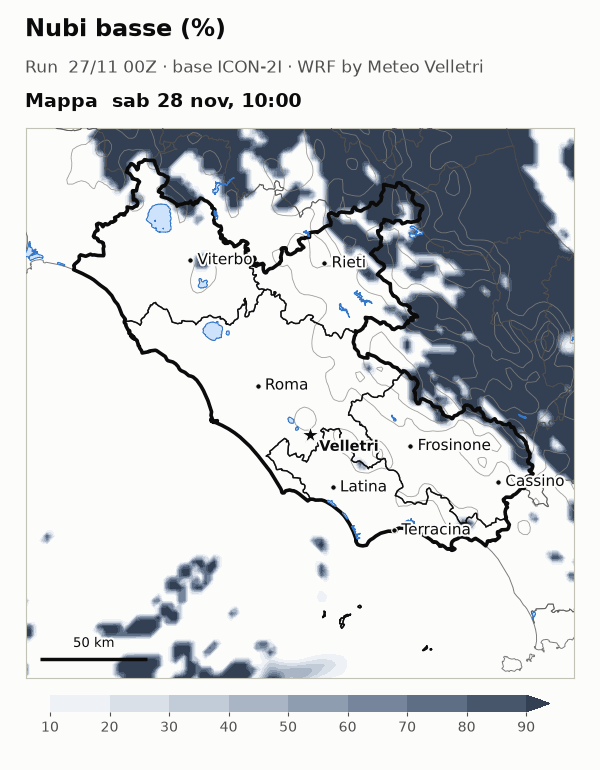 Nubi basse (%)
Run  27/11 00Z · base ICON-2I · WRF by Meteo Velletri
Mappa  sab 28 nov, 10:00
Viterbo
Rieti
Roma
Velletri
Frosinone
Latina
Cassino
Terracina
50 km
10 20 30 40 50 60 70 80 90